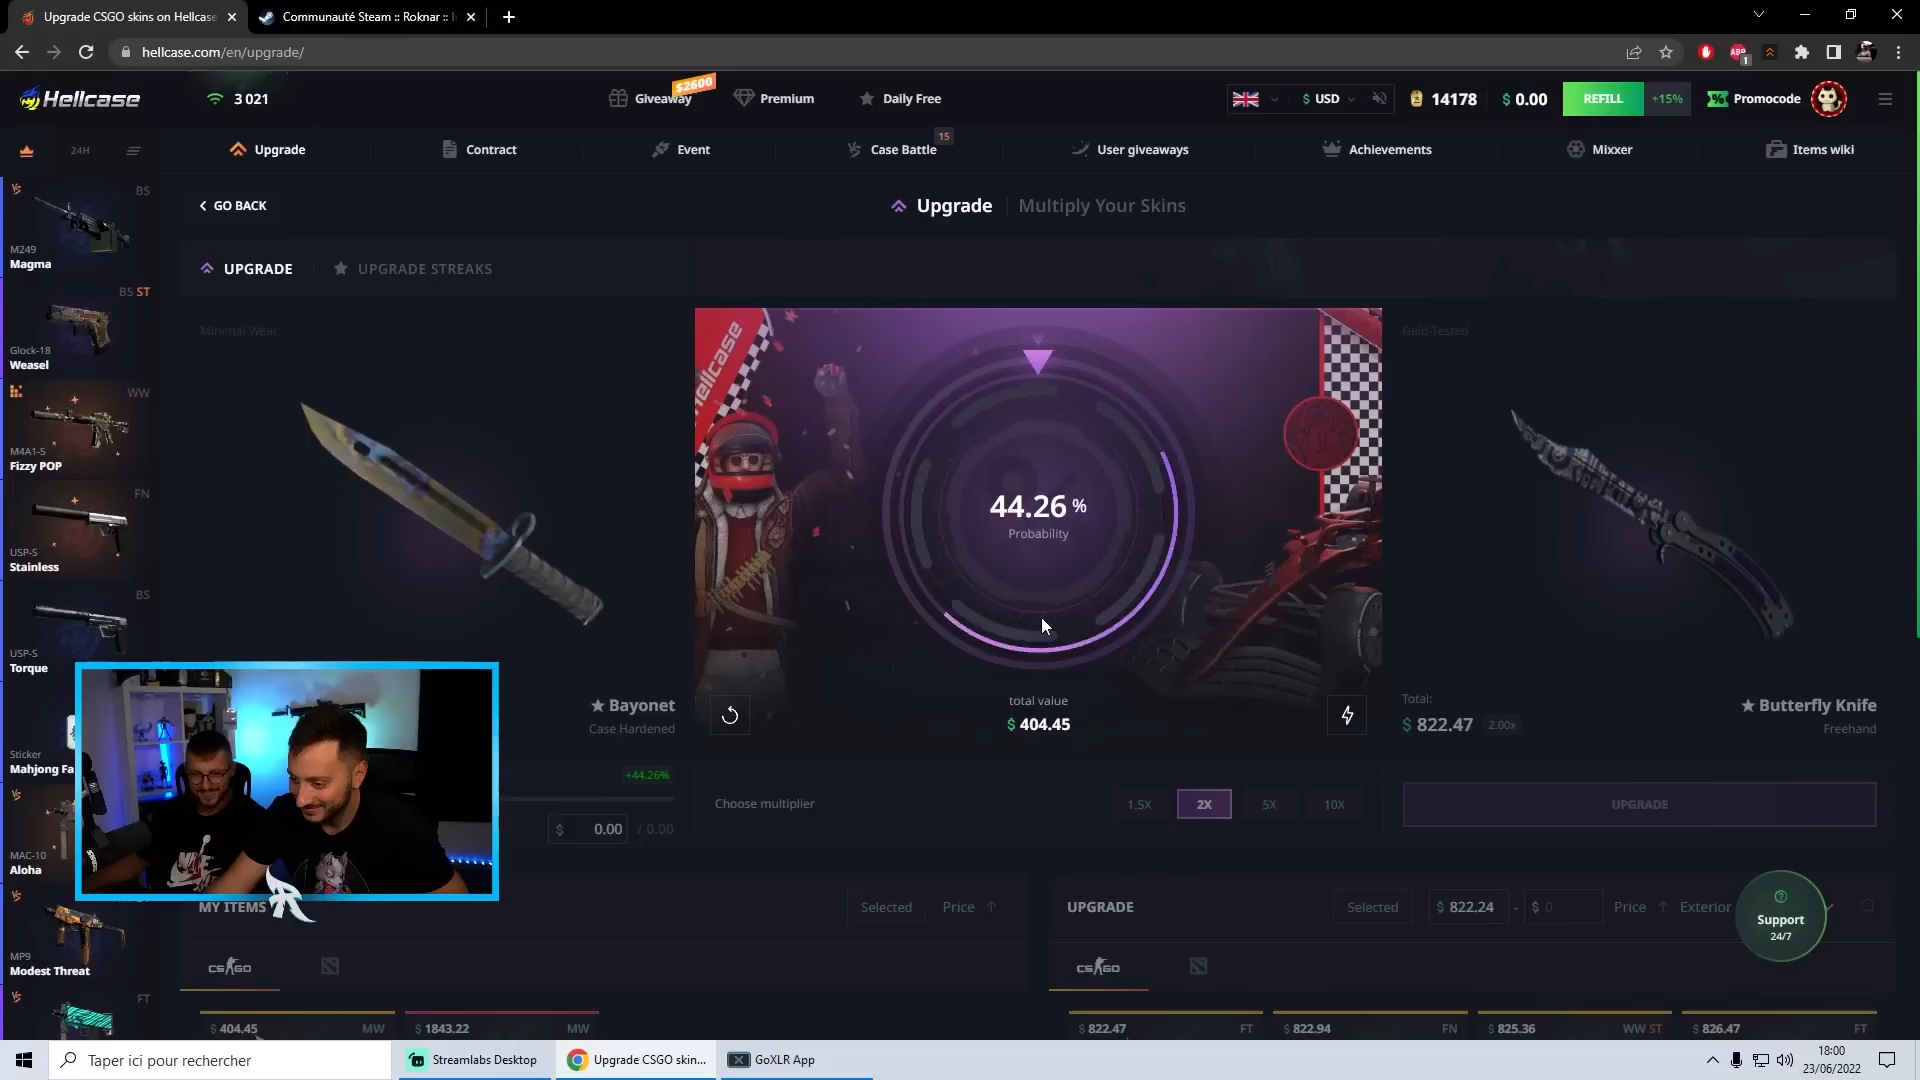 Upgrade CSGO skins on Hellcase
Communauté Steam :: Roknar ::
hellcase.com/en/upgrade/
ABP
1
Hellcase
3 021
Giveaway
$2600
Premium
Daily Free
$ USD
14178
$ 0.00
REFILL
+15%
Promocode
24H
Upgrade
Contract
Event
Case Battle
15
User giveaways
Achievements
Mixxer
Items wiki
GO BACK
Upgrade
Multiply Your Skins
UPGRADE
UPGRADE STREAKS
BS
M249
Magma
BS ST
Glock-18
Weasel
WW
M4A1-S
Fizzy POP
FN
USP-S
Stainless
BS
USP-S
Torque
Sticker
Mahjong Fa
MAC-10
Aloha
MP9
Modest Threat
FT
Minimal Wear
hellcase
44.26 %
Probability
Field-Tested
Bayonet
Case Hardened
total value
$ 404.45
Total:
$ 822.47
2.00x
Butterfly Knife
Freehand
+44.26%
$ 0.00 / 0.00
Choose multiplier
1.5X
2X
5X
10X
UPGRADE
MY ITEMS
Selected
Price
UPGRADE
Selected
$ 822.24 - $ 0
Price
Exterior
Support
24/7
CS:GO
CS:GO
$ 404.45
MW
$ 1843.22
MW
$ 822.47
FT
$ 822.94
FN
$ 825.36
WW ST
$ 826.47
FT
Taper ici pour rechercher
Streamlabs Desktop
Upgrade CSGO skin...
GoXLR App
18:00
23/06/2022